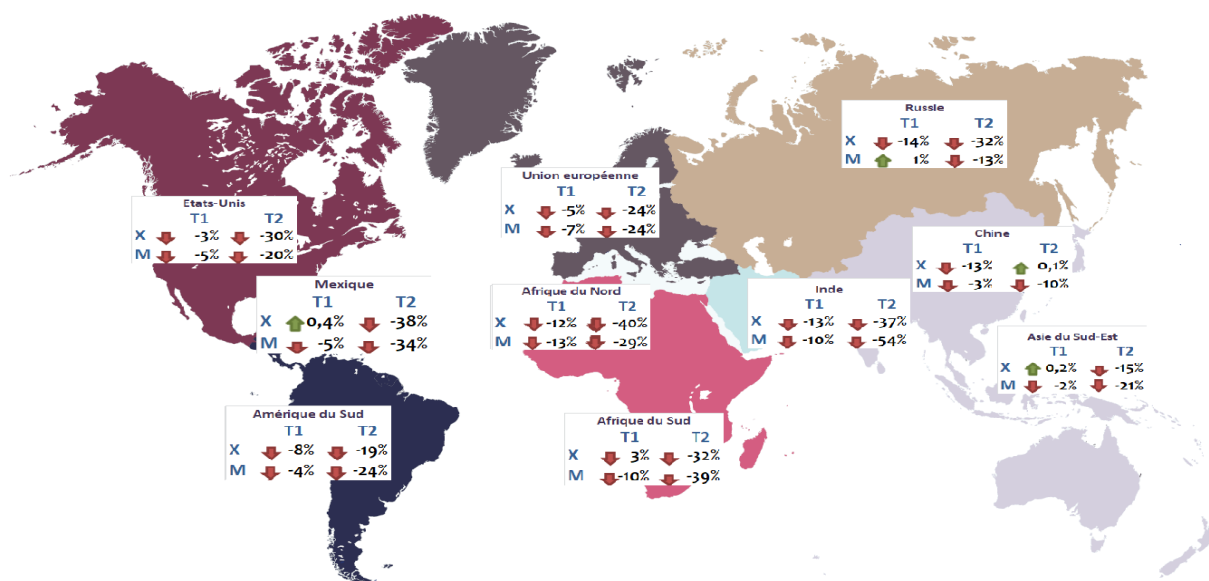 Russie
T1 T2
X -14% -32%
M 1% -13%
Union européenne
T1 T2
X -5% -24%
M -7% -24%
Etats-Unis
T1 T2
X -3% -30%
M -5% -20%
Chine
T1 T2
X -13% 0,1%
M -3% -10%
Mexique
T1 T2
X 0,4% -38%
M -5% -34%
Afrique du Nord
T1 T2
X -12% -40%
M -13% -29%
Inde
T1 T2
X -13% -37%
M -10% -54%
Asie du Sud-Est
T1 T2
X 0,2% -15%
M -2% -21%
Amérique du Sud
T1 T2
X -8% -19%
M -4% -24%
Afrique du Sud
T1 T2
X 3% -32%
M -10% -39%